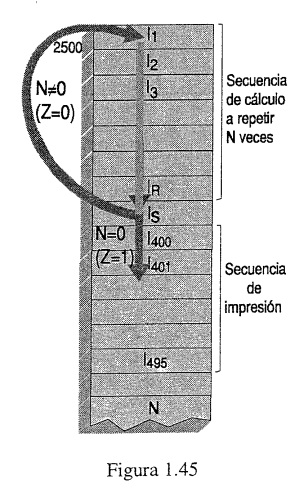 2500
I1
I2
I3
N≠0
(Z=0)
Secuencia
de cálculo
a repetir
N veces
IR
IS
N=0
(Z=1)
I400
I401
Secuencia
de
impresión
I495
N
Figura 1.45